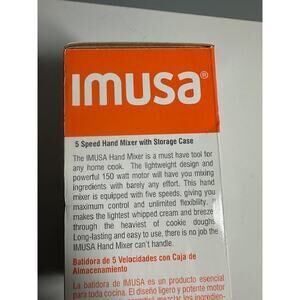 IMUSA®
5 Speed Hand Mixer with Storage Case
The IMUSA Hand Mixer is a must have tool for
any home cook. The lightweight design and
powerful 150 watt motor will have you mixing
ingredients with barely any effort. This hand
mixer is equipped with five speeds, giving you
maximum control and unlimited flexibility. It
makes the lightest whipped cream and breeze
through the heaviest of cookie doughs
Long-lasting and easy to use, there is no job the
IMUSA Hand Mixer can't handle.
Batidora de 5 Velocidades con Caja de
Almacenamiento
La batidora de IMUSA es un producto esencial
para toda cocina. El diseño ligero y potente motor